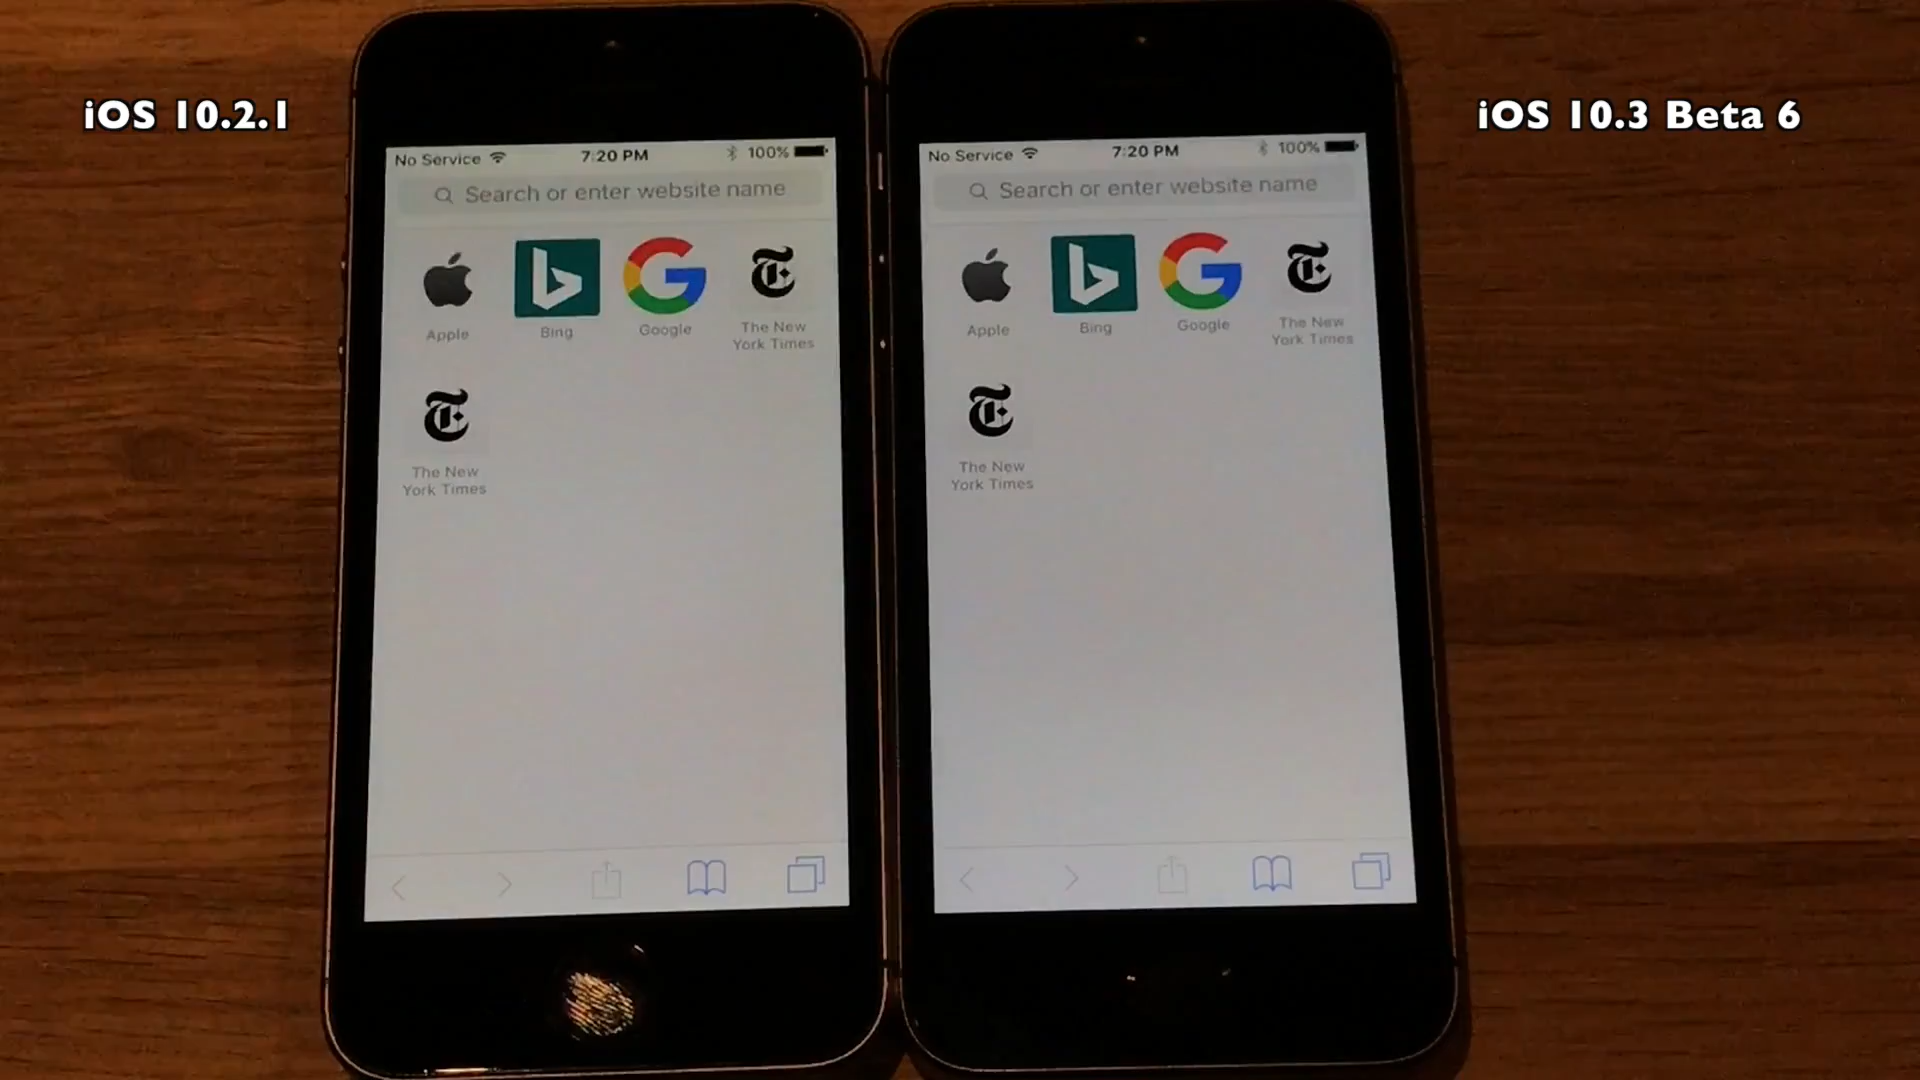 iOS 10.2.1
iOS 10.3 Beta 6
No Service 7:20 PM 100%
Search or enter website name
Apple
Bing
Google
The New
York Times
The New
York Times
No Service 7:20 PM 100%
Search or enter website name
Apple
Bing
Google
The New
York Times
The New
York Times